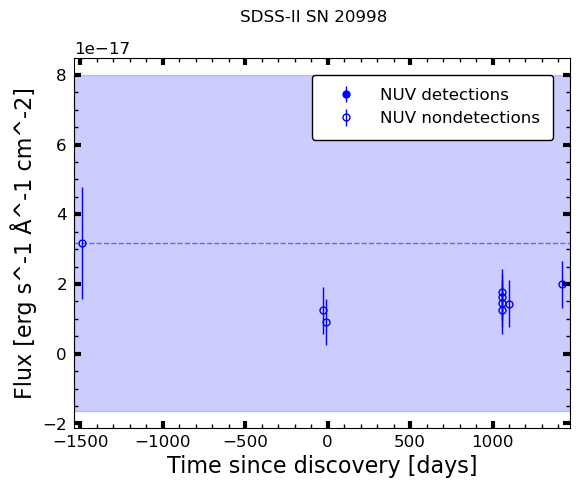 SDSS-II SN 20998
1e−17
NUV detections
NUV nondetections
8
6
4
2
0
−2
Flux [erg s^-1 Å^-1 cm^-2]
−1500 −1000 −500 0 500 1000
Time since discovery [days]